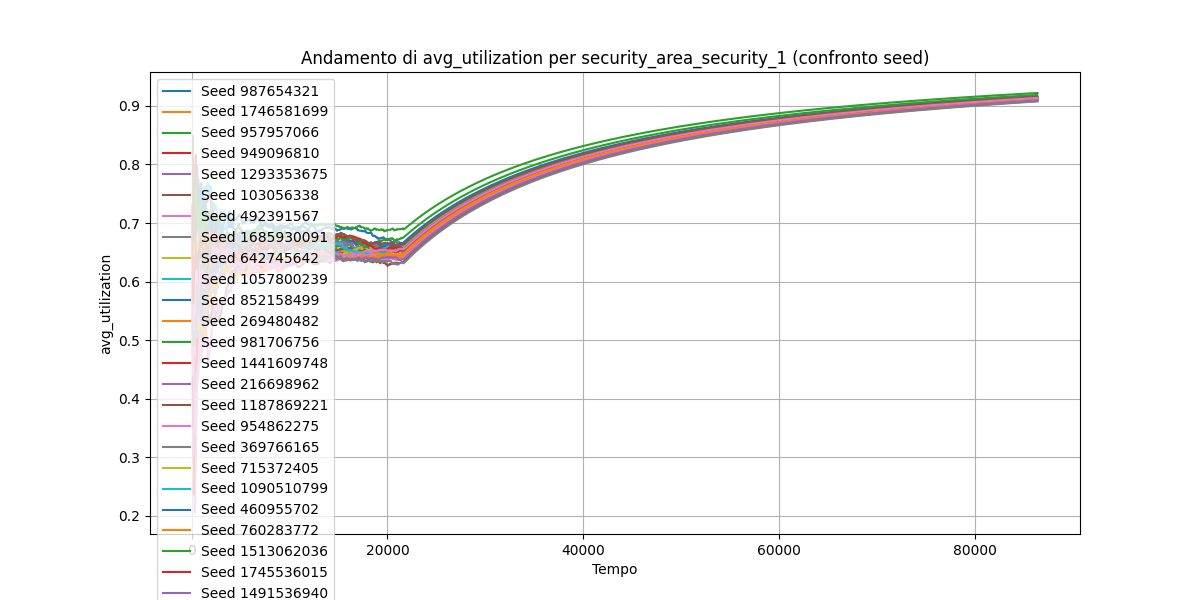 Andamento di avg_utilization per security_area_security_1 (confronto seed)
avg_utilization
0.9
0.8
0.7
0.6
0.5
0.4
0.3
0.2
Seed 987654321
Seed 1746581699
Seed 957957066
Seed 949096810
Seed 1293353675
Seed 103056338
Seed 492391567
Seed 1685930091
Seed 642745642
Seed 1057800239
Seed 852158499
Seed 269480482
Seed 981706756
Seed 1441609748
Seed 216698962
Seed 1187869221
Seed 954862275
Seed 369766165
Seed 715372405
Seed 1090510799
Seed 460955702
Seed 760283772
Seed 1513062036
Seed 1745536015
Seed 1491536940
0 20000 40000 60000 80000
Tempo